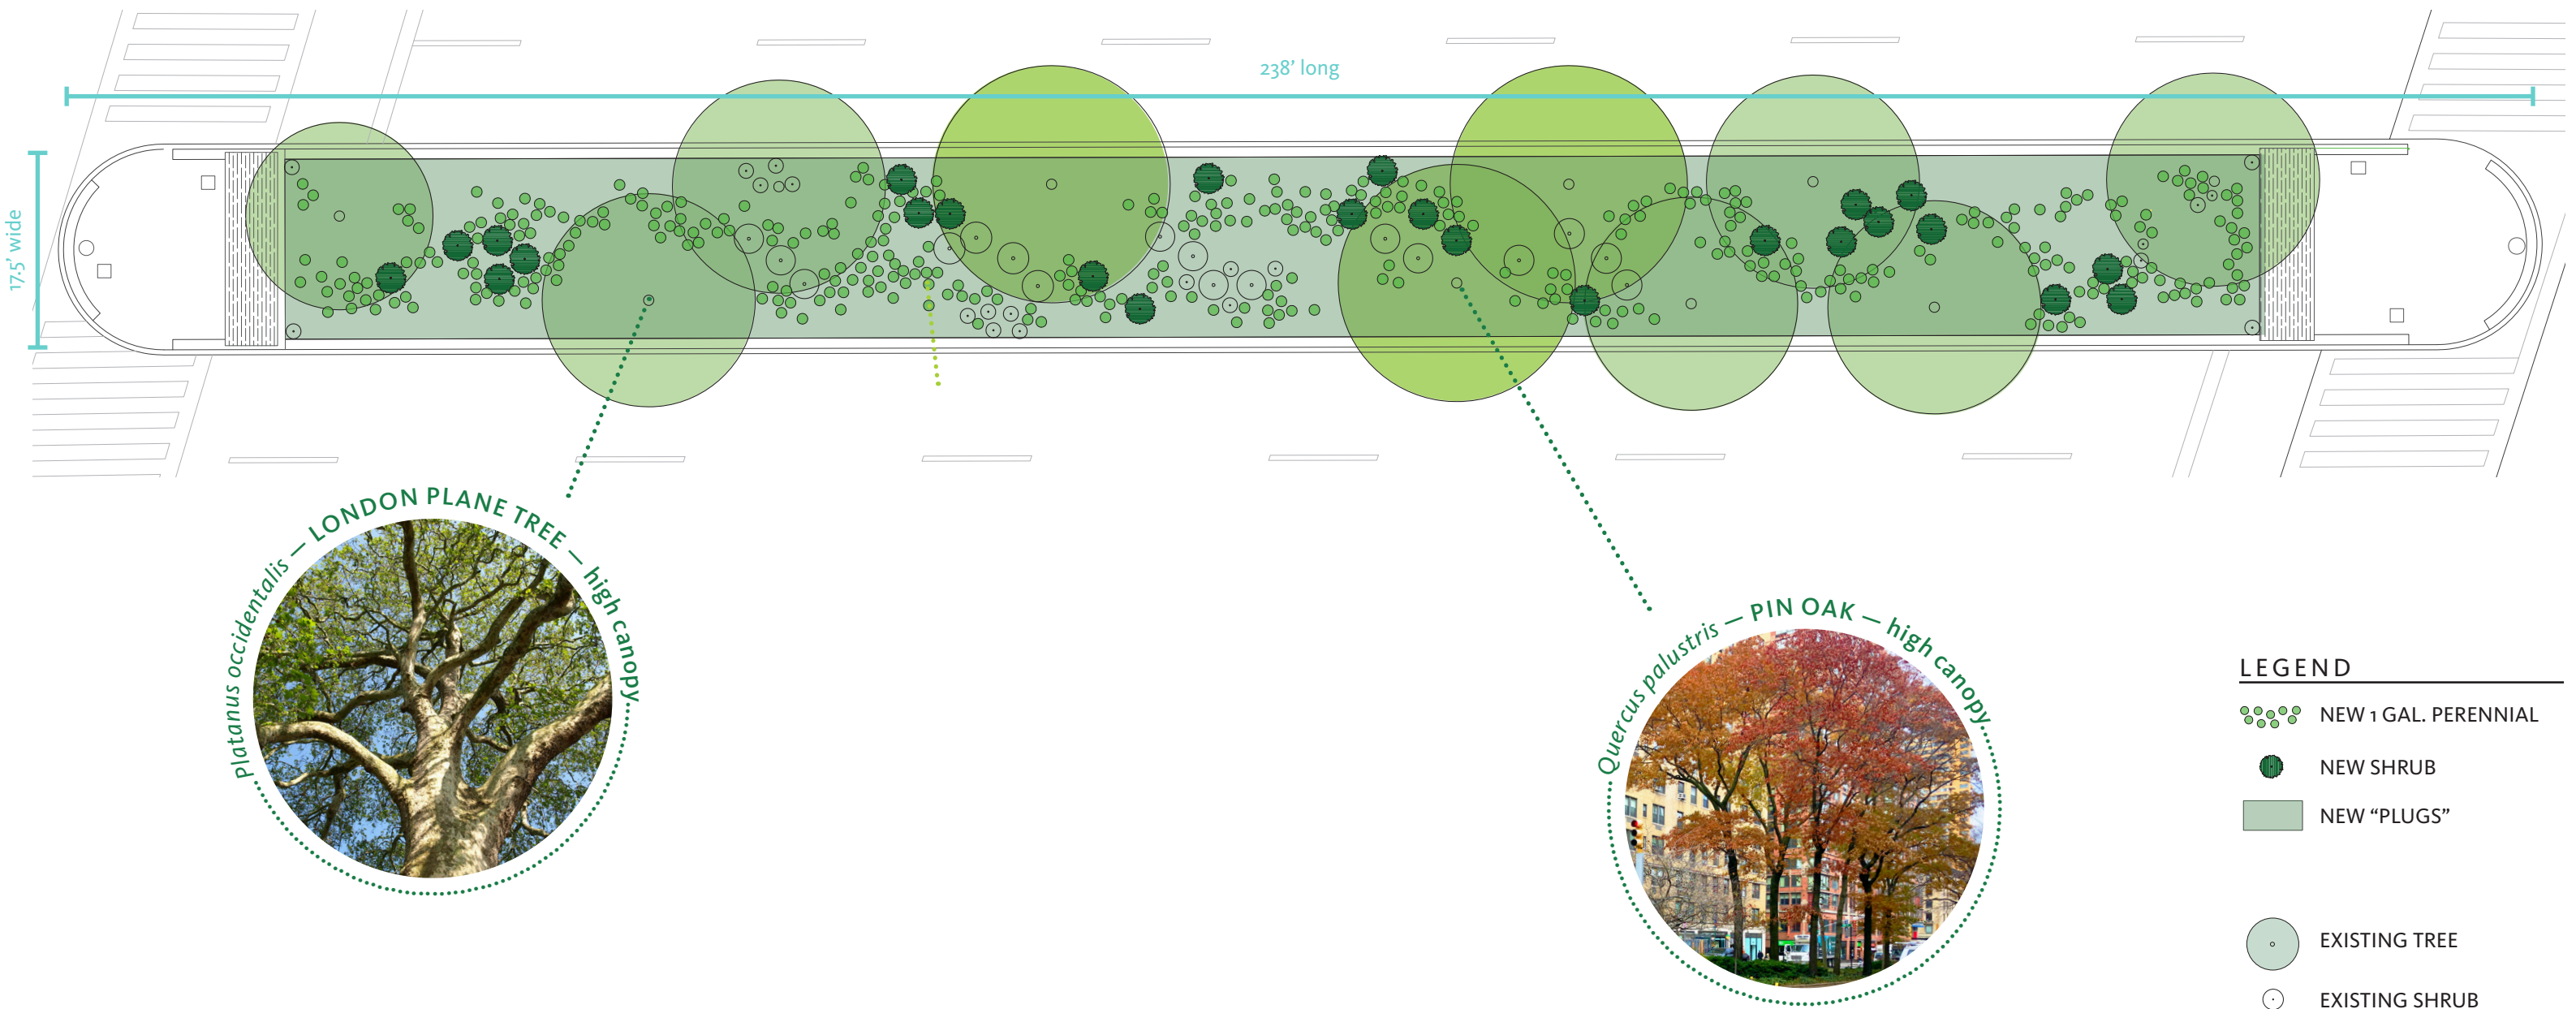 238' long
17.5' wide
Platanus occidentalis — LONDON PLANE TREE — high canopy
Quercus palustris — PIN OAK — high canopy
LEGEND
NEW 1 GAL. PERENNIAL
NEW SHRUB
NEW “PLUGS”
EXISTING TREE
EXISTING SHRUB